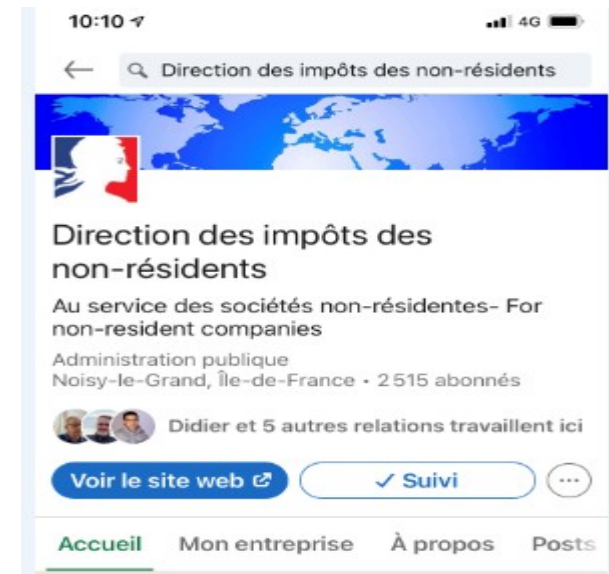 10:10 4G
Direction des impôts des non-résidents
Direction des impôts des
non-résidents
Au service des sociétés non-résidentes- For
non-resident companies
Administration publique
Noisy-le-Grand, Île-de-France • 2 515 abonnés
Didier et 5 autres relations travaillent ici
Voir le site web ✓ Suivi ...
Accueil Mon entreprise À propos Posts